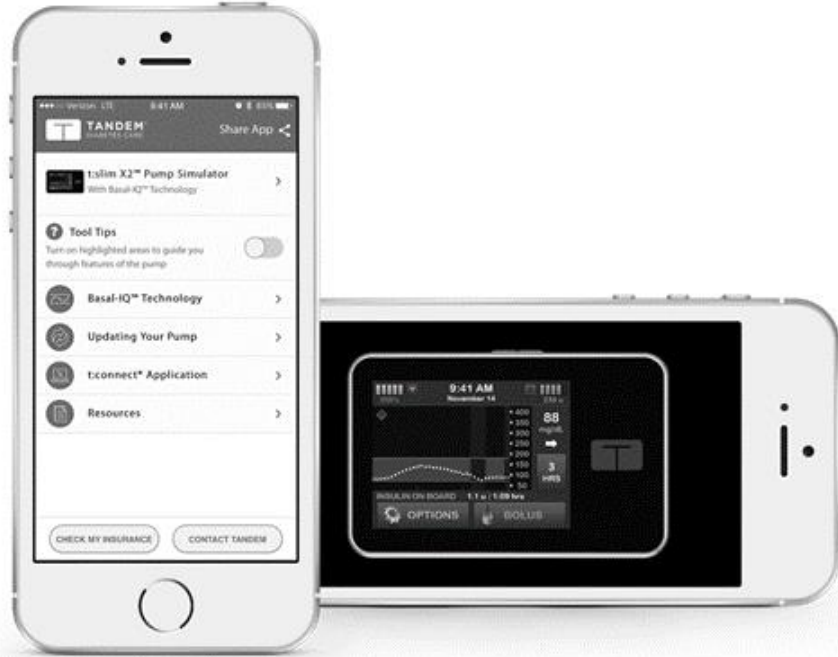 Verizon LTE 9:41 AM 85%
TANDEM
DIABETES CARE
Share App
t:slim X2™ Pump Simulator
With Basal-IQ™ Technology
? Tool Tips
Turn on highlighted areas to guide you
through features of the pump
Basal-IQ™ Technology
Updating Your Pump
t:connect® Application
Resources
CHECK MY INSURANCE CONTACT TANDEM
9:41 AM
November 14
400
350
300
250
200
150
100
50
88
mg/dL
3
HRS
INSULIN ON BOARD 1.1 u | 1:09 hrs
OPTIONS BOLUS
T